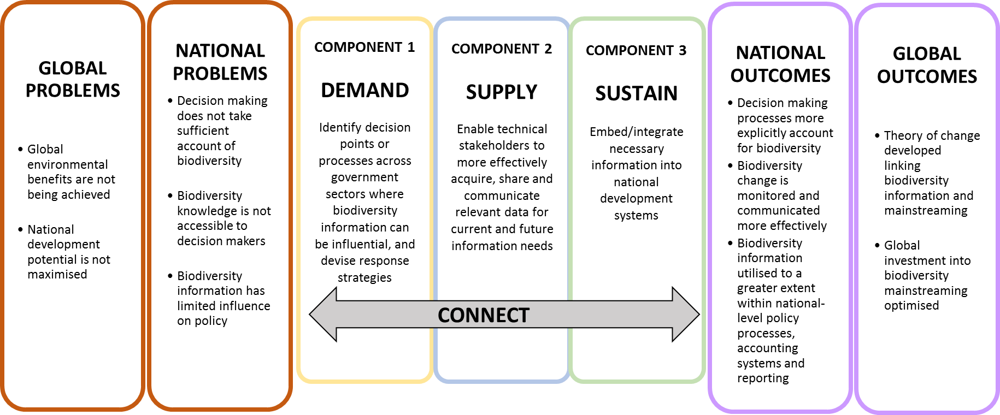 GLOBAL
PROBLEMS
• Global
environmental
benefits are not
being achieved
• National
development
potential is not
maximised
NATIONAL
PROBLEMS
• Decision making
does not take
sufficient
account of
biodiversity
• Biodiversity
knowledge is not
accessible to
decision makers
• Biodiversity
information has
limited influence
on policy
COMPONENT 1
DEMAND
Identify decision
points or
processes across
government
sectors where
biodiversity
information can
be influential, and
devise response
strategies
COMPONENT 2
SUPPLY
Enable technical
stakeholders to
more effectively
acquire, share and
communicate
relevant data for
current and future
information needs
COMPONENT 3
SUSTAIN
Embed/integrate
necessary
information into
national
development
systems
CONNECT
NATIONAL
OUTCOMES
• Decision making
processes more
explicitly account
for biodiversity
• Biodiversity
change is
monitored and
communicated
more effectively
• Biodiversity
information
utilised to a
greater extent
within national-
level policy
processes,
accounting
systems and
reporting
GLOBAL
OUTCOMES
• Theory of change
developed
linking
biodiversity
information and
mainstreaming
• Global
investment into
biodiversity
mainstreaming
optimised